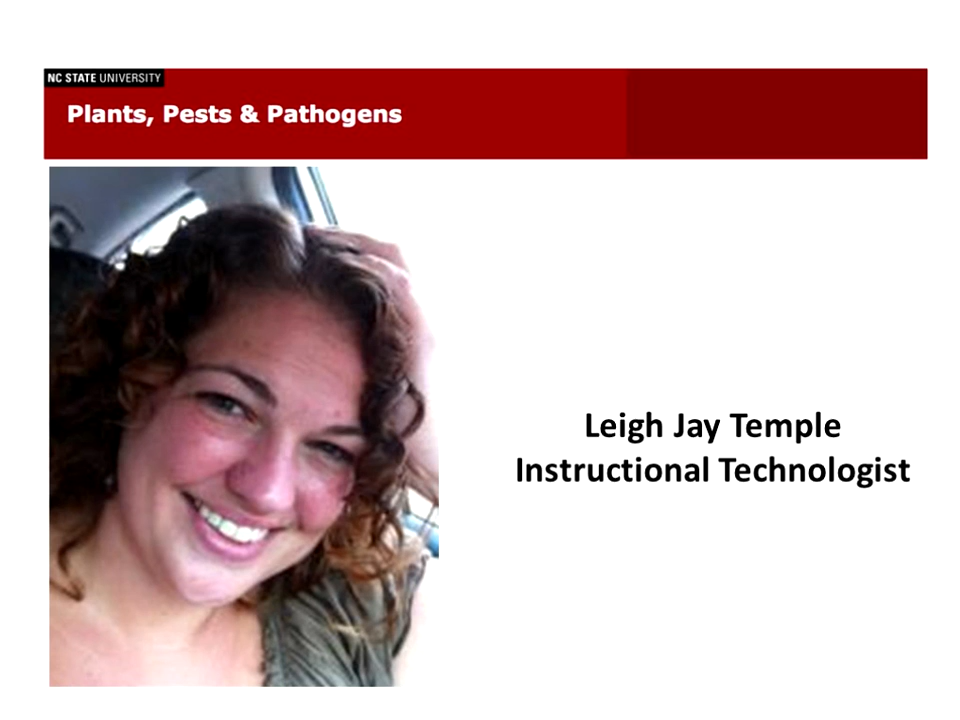 NC STATE UNIVERSITY
Plants, Pests & Pathogens
Leigh Jay Temple
Instructional Technologist